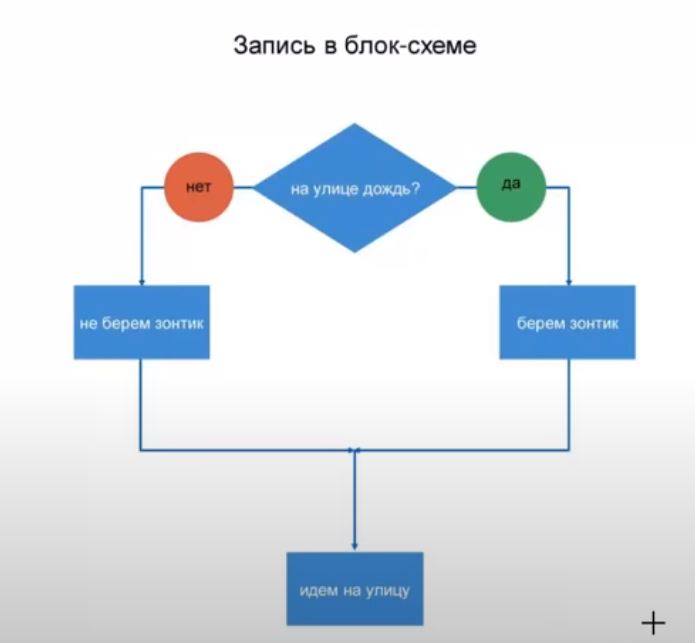 Запись в блок-схеме
нет
на улице дождь?
да
не берем зонтик
берем зонтик
идем на улицу